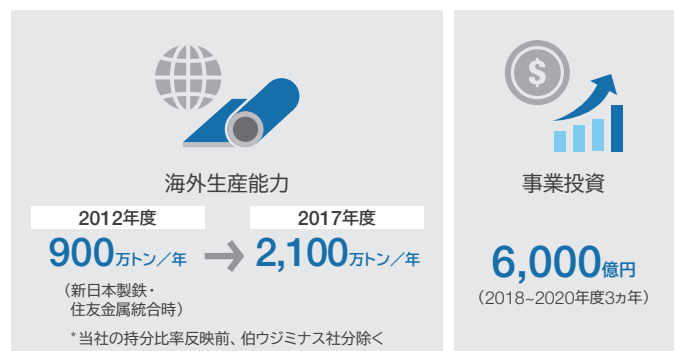 海外生産能力
2012年度
2017年度
900万トン／年
2,100万トン／年
（新日本製鉄・
住友金属統合時）
*当社の持分比率反映前、伯ウジミナス社分除く
$
事業投資
6,000億円
（2018~2020年度3ヵ年）